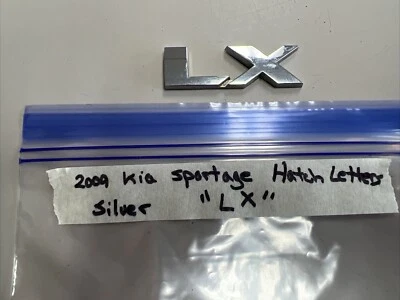 LX
2009 Kia Sportage Hatch Letters
Silver "LX"